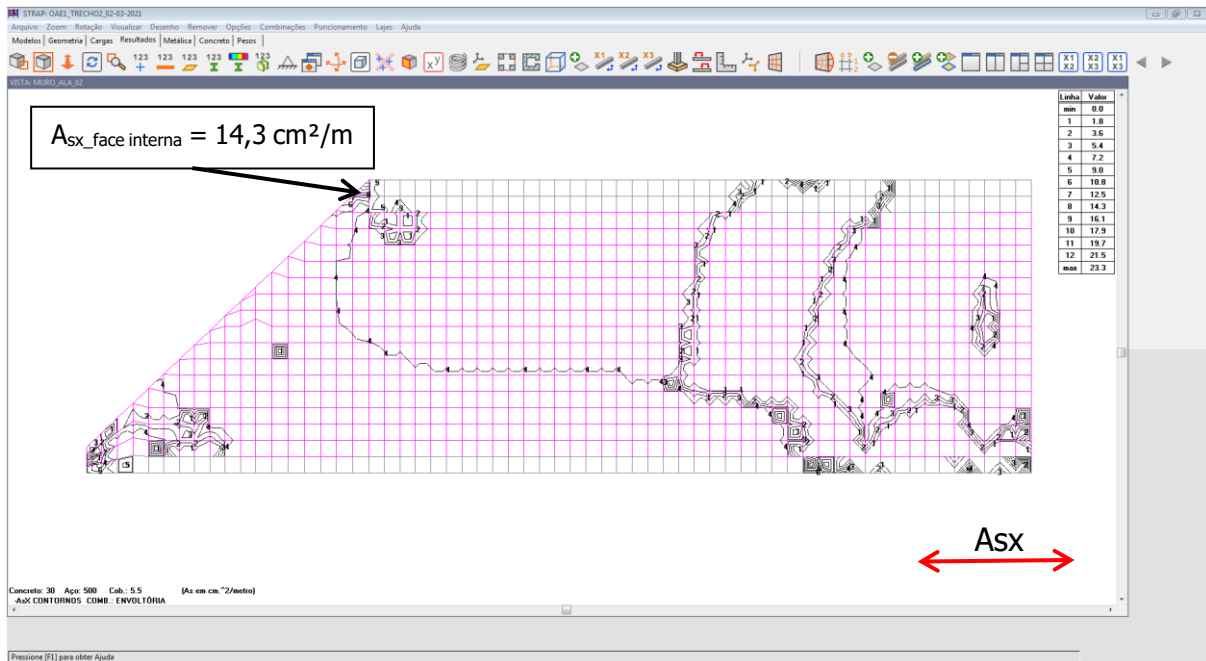 STRAP: OAE1_TRECHO2_02-03-2021
Arquivo Zoom Rotação Visualizar Desenho Remover Opções Combinações Puncionamento Lajes Ajuda
Modelos Geometria Cargas Resultados Metálica Concreto Pesos
VISTA: MURO_ALA_02
Asx_face interna = 14,3 cm²/m
Linha Valor
min 0.0
1 1.8
2 3.6
3 5.4
4 7.2
5 9.0
6 10.8
7 12.5
8 14.3
9 16.1
10 17.9
11 19.7
12 21.5
max 23.3
Asx
Concreto: 30 Aço: 500 Cob.: 5.5 (As em cm.^2/metro)
-AsX CONTORNOS COMB.: ENVOLTÓRIA
Pressione [F1] para obter Ajuda